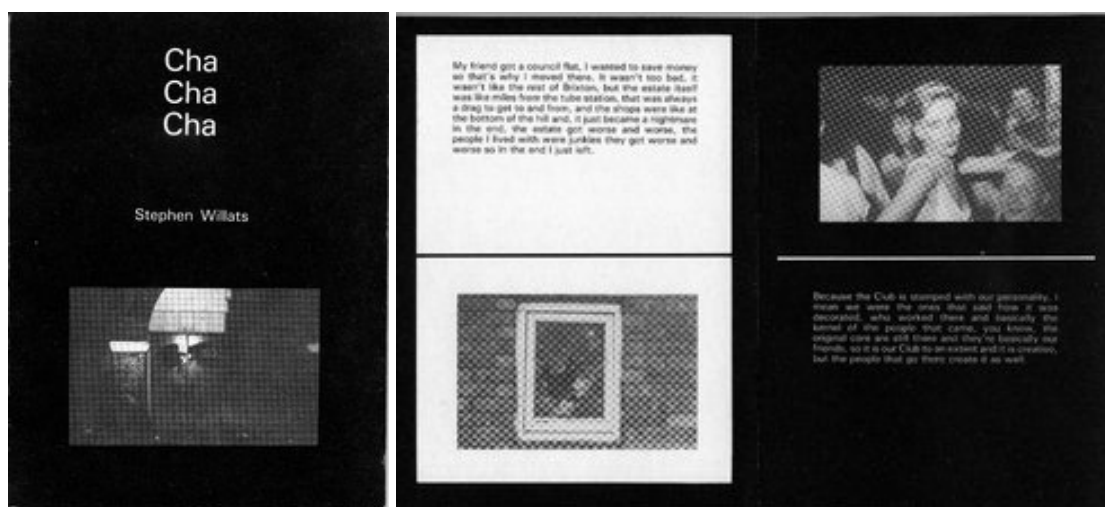 Cha
Cha
Cha
Stephen Willats
My friend got a council flat, I wanted to save money
so that's why I moved there. It wasn't too bad, it
wasn't like the rest of Brixton, but the estate itself
was like miles from the tube station, that was always
a drag to get to and from, and the shops were like at
the bottom of the hill and, it just became a nightmare
in the end, the estate got worse and worse, the
people I lived with were junkies they got worse and
worse so in the end I just left.
Because the Club is stamped with our personality, I
mean we were the ones that said how it was
decorated, who worked there and basically the
kernel of the people that came, you know, the
original core are still there and they're basically our
friends, so it is our Club to an extent and it is creative,
but the people that go there create it as well.